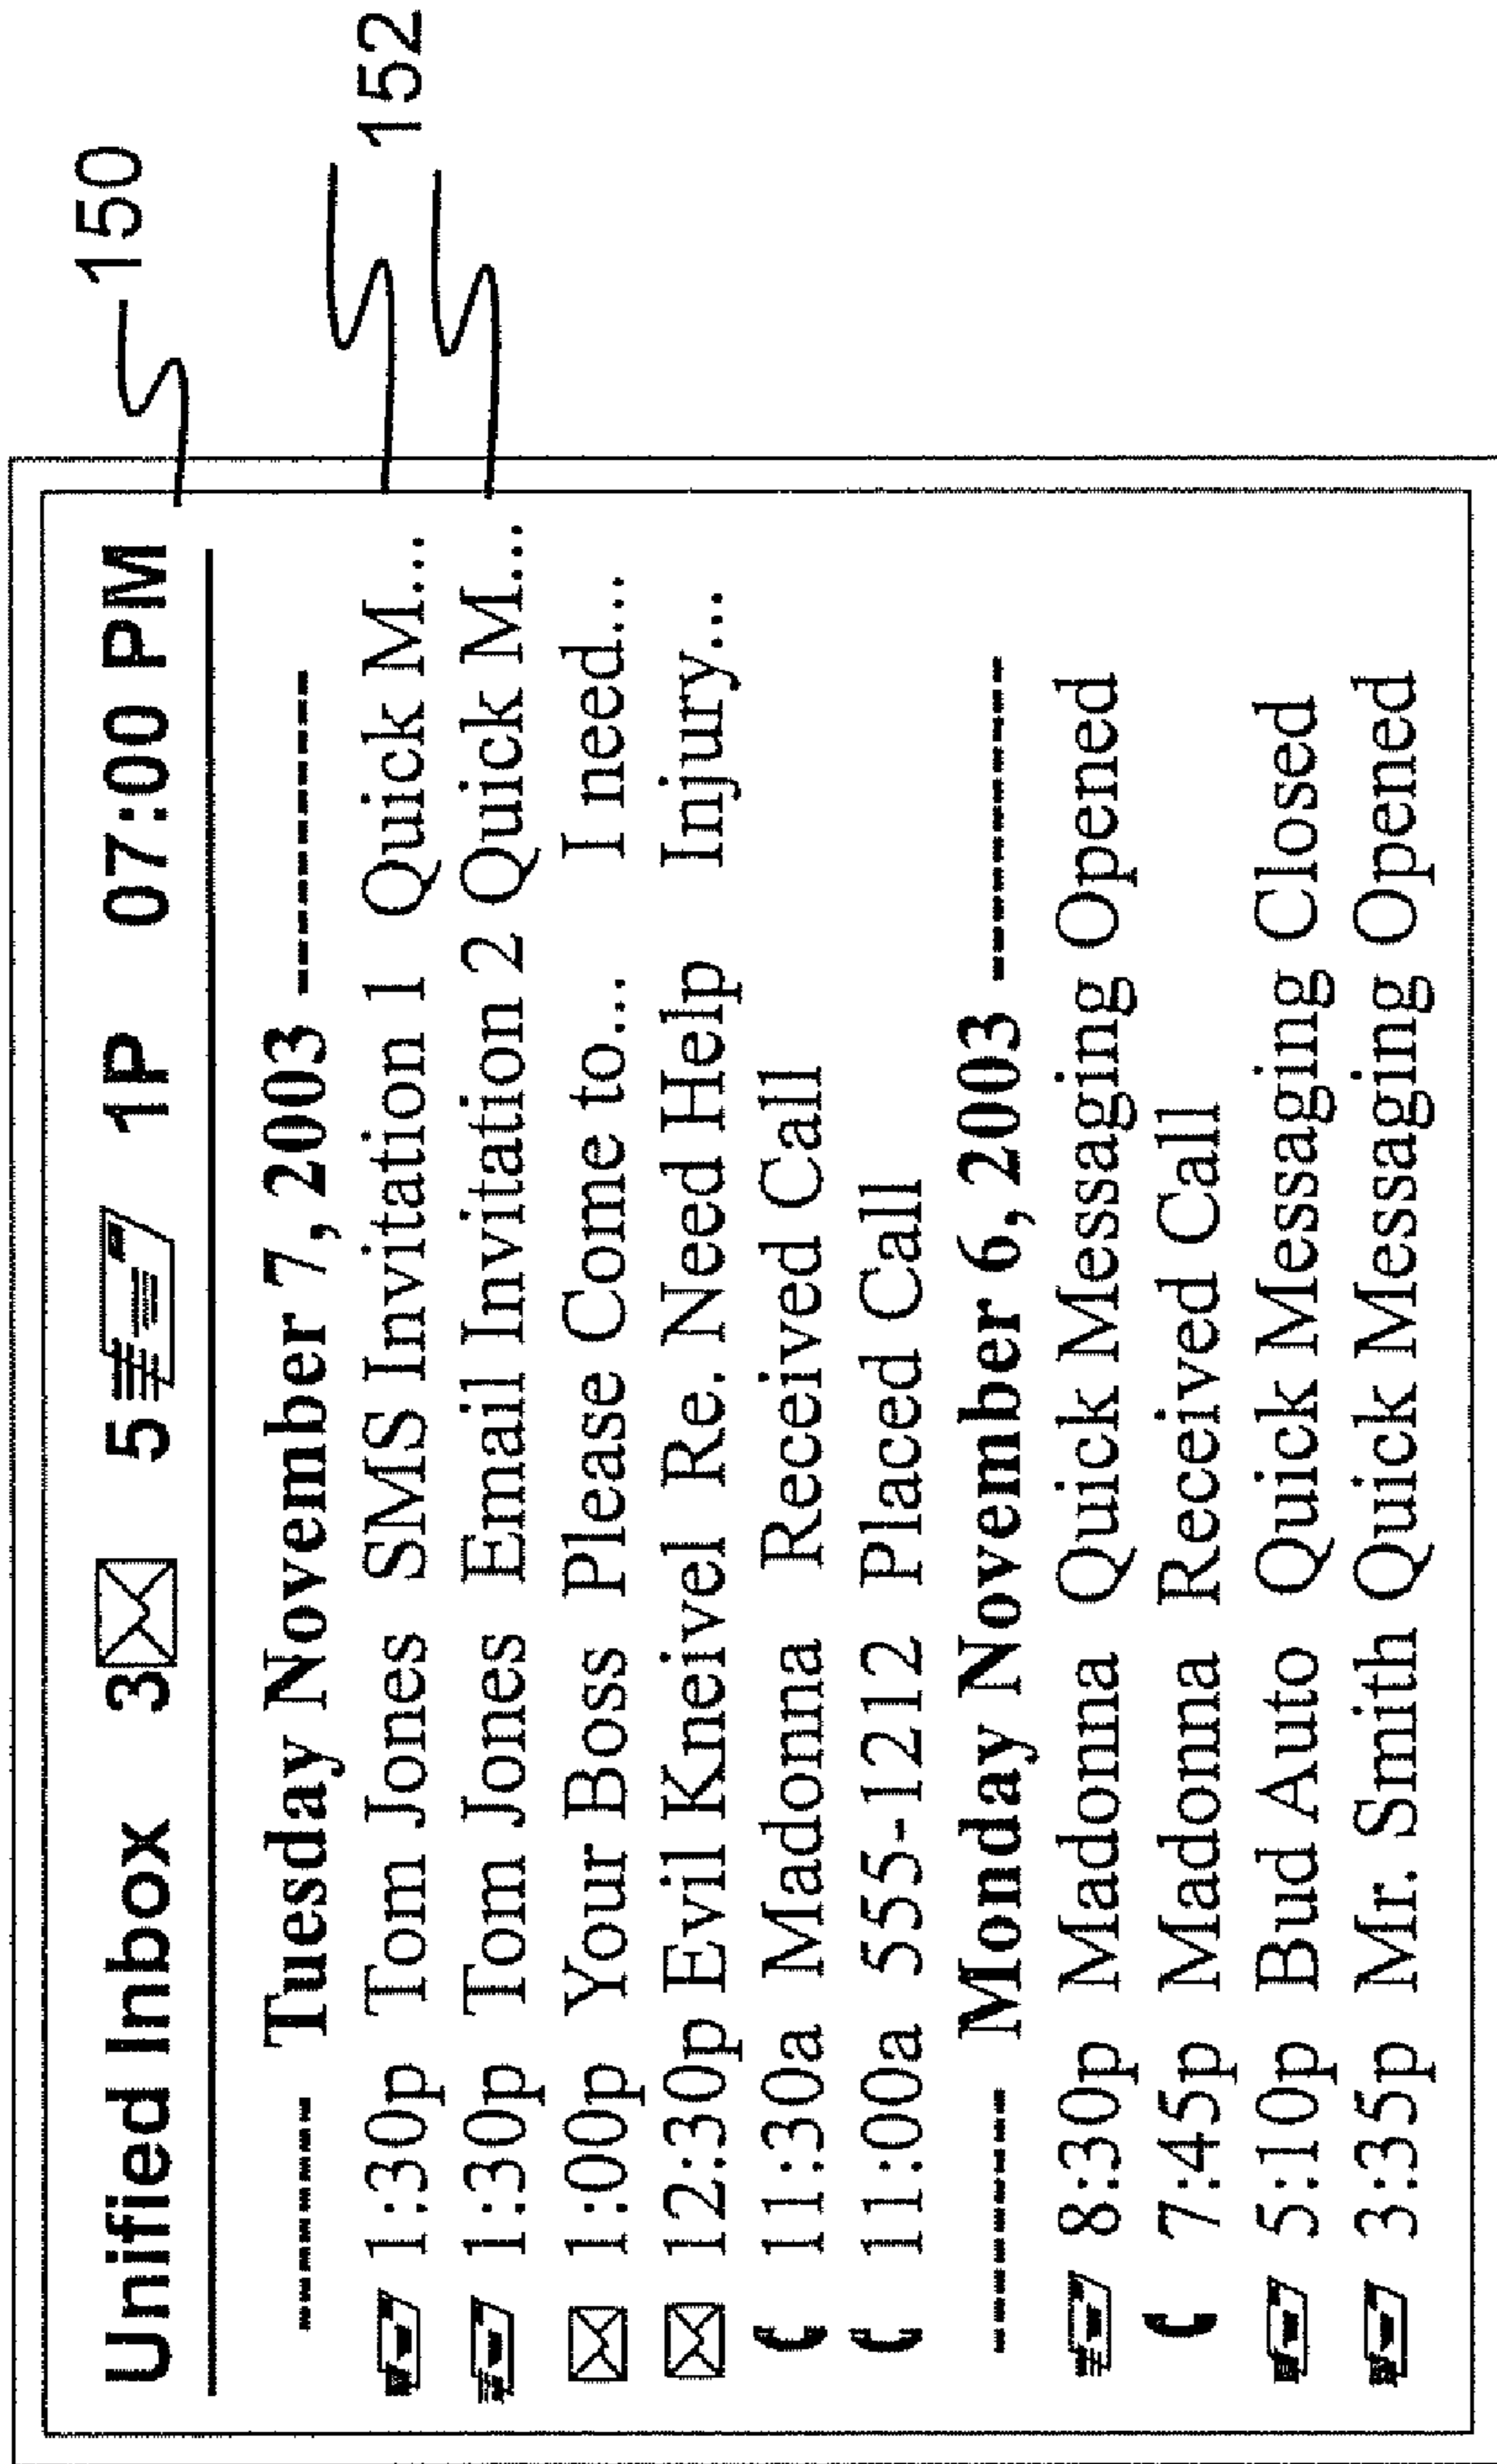 Unified Inbox 3 5 1P 07:00 PM
------------ Tuesday November 7, 2003 ------------
1:30p Tom Jones SMS Invitation 1 Quick M...
1:30p Tom Jones Email Invitation 2 Quick M...
1:00p Your Boss Please Come to... I need...
12:30p Evil Kneivel Re. Need Help Injury...
11:30a Madonna Received Call
11:00a 555-1212 Placed Call
------------ Monday November 6, 2003 ------------
8:30p Madonna Quick Messaging Opened
7:45p Madonna Received Call
5:10p Bud Auto Quick Messaging Closed
3:35p Mr. Smith Quick Messaging Opened
150
152